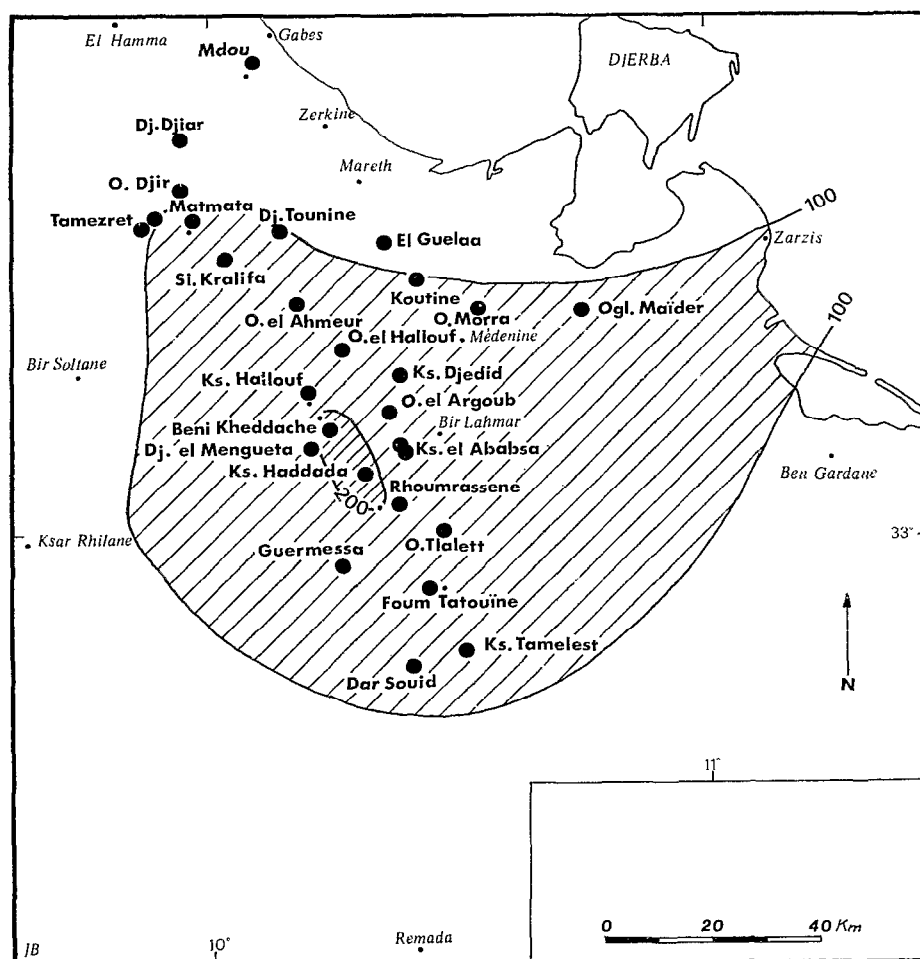 El Hamma
Gabes
Mdou
DJERBA
Zerkine
Dj.Djiar
Mareth
O. Djir
Matmata
Tamezret
Dj.Tounine
100
Zarzis
El Guelaa
Si.Kralifa
Koutine
O.Morra
Ogl. Maïder
100
O.el Ahmeur
O.el Hallouf
Médenine
Bir Soltane
Ks. Hallouf
Ks. Djedid
O.el Argoub
Beni Kheddache
Bir Lahmar
Dj. el Mengueta
Ks.el Ababsa
Ks. Haddada
Ben Gardane
200
Rhoumrassene
Ksar Rhilane
O.Tlalett
33°
Guermessa
Foum Tatouïne
Ks.Tamelest
Dar Souid
N
11°
0 20 40 Km
JB
10°
Remada